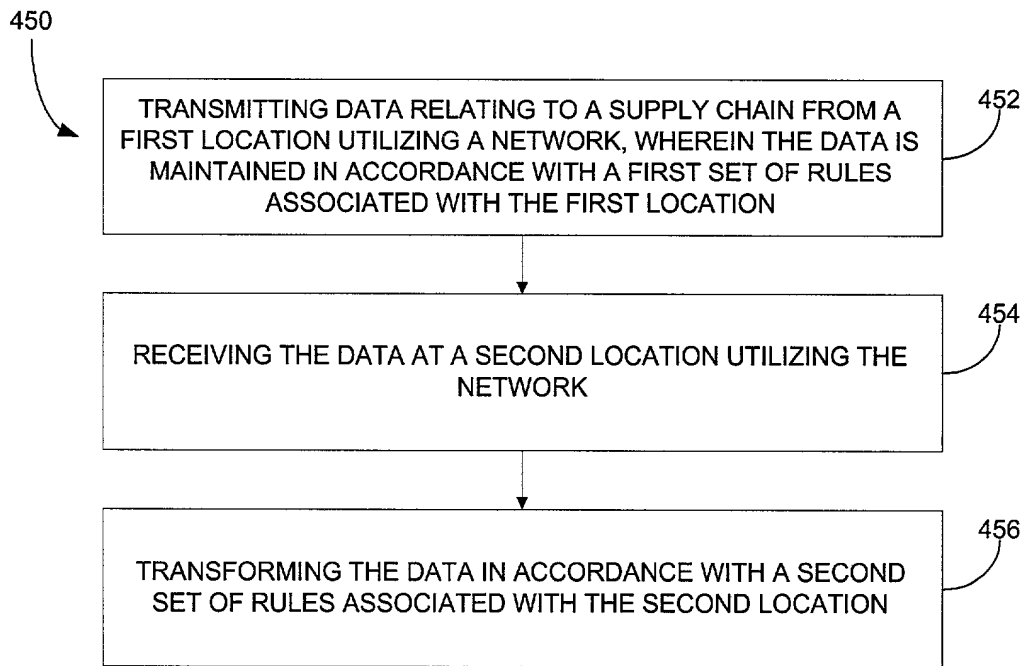 450
TRANSMITTING DATA RELATING TO A SUPPLY CHAIN FROM A
FIRST LOCATION UTILIZING A NETWORK, WHEREIN THE DATA IS
MAINTAINED IN ACCORDANCE WITH A FIRST SET OF RULES
ASSOCIATED WITH THE FIRST LOCATION
452
RECEIVING THE DATA AT A SECOND LOCATION UTILIZING THE
NETWORK
454
TRANSFORMING THE DATA IN ACCORDANCE WITH A SECOND
SET OF RULES ASSOCIATED WITH THE SECOND LOCATION
456